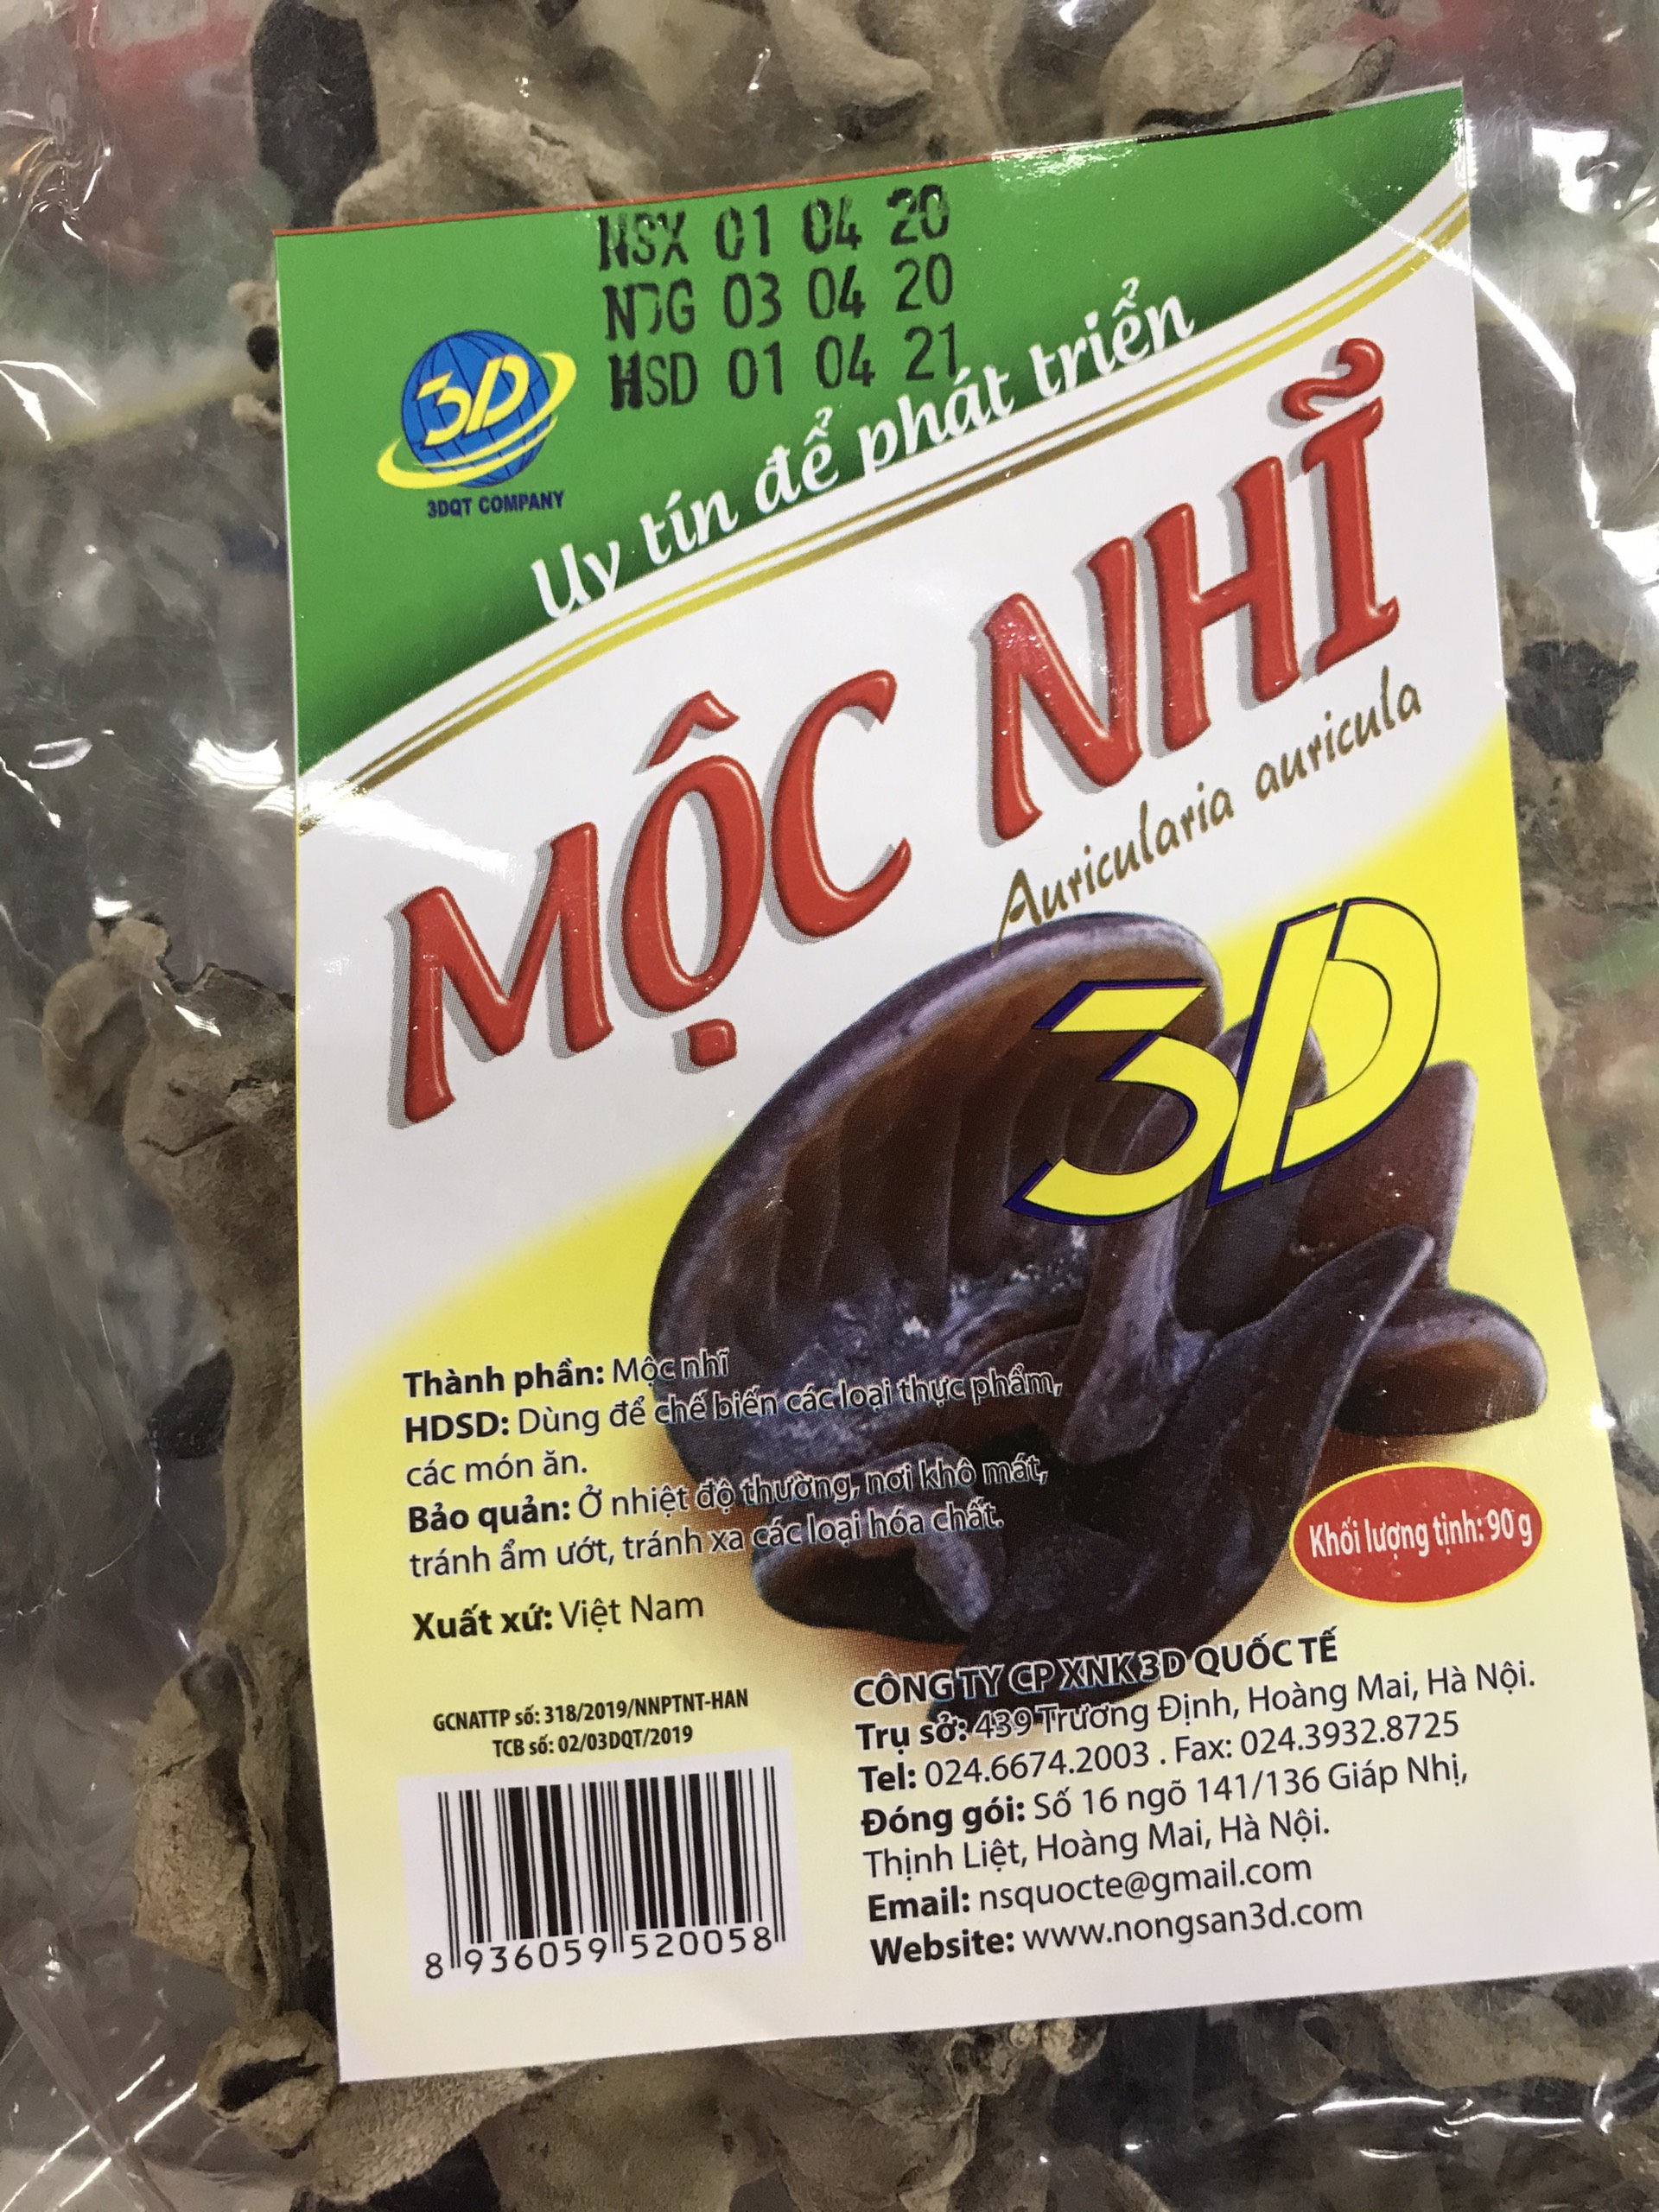 NSX 01 04 20
NDG 03 04 20
HSD 01 04 21
3D
3DQT COMPANY
Uy tín để phát triển
MỘC NHĨ
Auricularia auricula
3D
Thành phần: Mộc nhĩ
HDSD: Dùng để chế biến các loại thực phẩm,
các món ăn.
Bảo quản: Ở nhiệt độ thường, nơi khô mát,
tránh ẩm ướt, tránh xa các loại hóa chất.
Xuất xứ: Việt Nam
Khối lượng tịnh: 90 g
GCNATTP số: 318/2019/NNPTNT-HAN
TCB số: 02/03DQT/2019
8 936059 520058
CÔNG TY CP XNK 3D QUỐC TẾ
Trụ sở: 439 Trương Định, Hoàng Mai, Hà Nội.
Tel: 024.6674.2003 . Fax: 024.3932.8725
Đóng gói: Số 16 ngõ 141/136 Giáp Nhị,
Thịnh Liệt, Hoàng Mai, Hà Nội.
Email: nsquocte@gmail.com
Website: www.nongsan3d.com